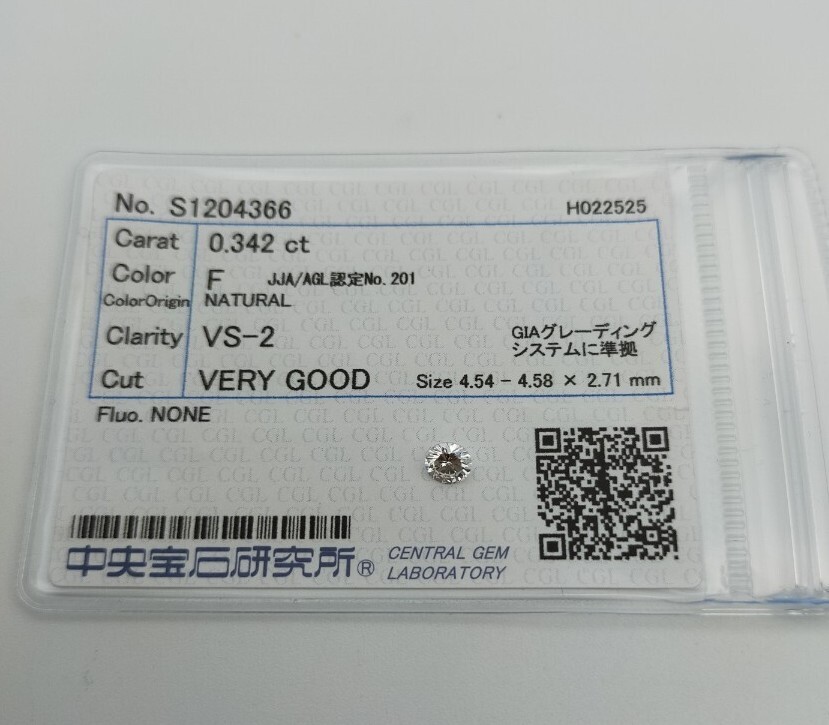 No. S1204366 H022525
Carat 0.342 ct
Color F JJA/AGL認定No.201
ColorOrigin NATURAL
Clarity VS-2 GIAグレーディング
システムに準拠
Cut VERY GOOD Size 4.54 - 4.58 × 2.71 mm
Fluo. NONE
中央宝石研究所® CENTRAL GEM
LABORATORY